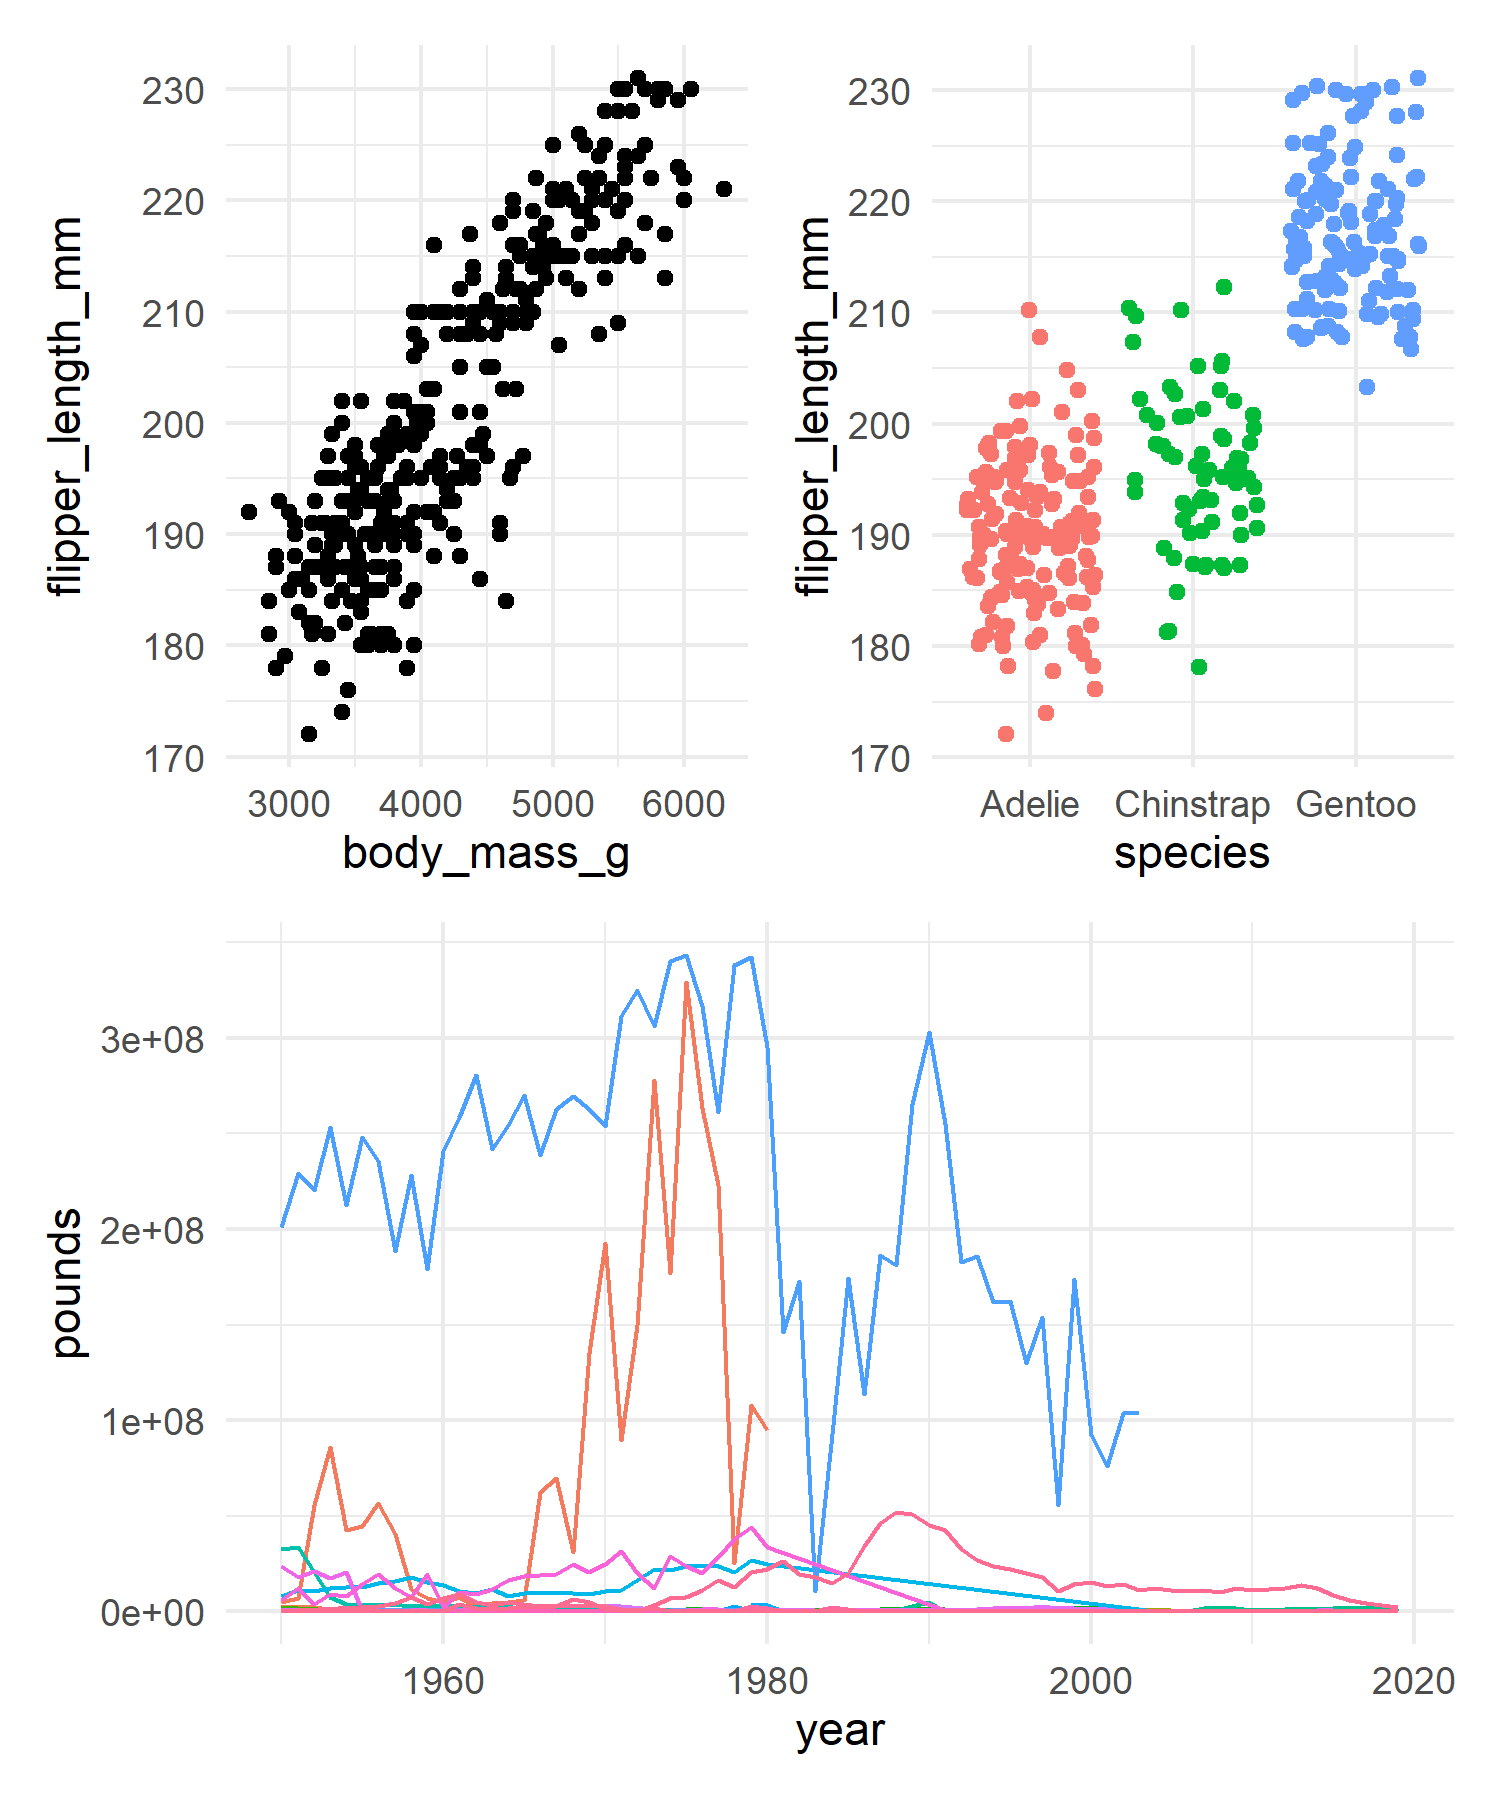 flipper_length_mm
230
220
210
200
190
180
170
3000 4000 5000 6000
body_mass_g
flipper_length_mm
230
220
210
200
190
180
170
Adelie Chinstrap Gentoo
species
pounds
3e+08
2e+08
1e+08
0e+00
1960 1980 2000 2020
year